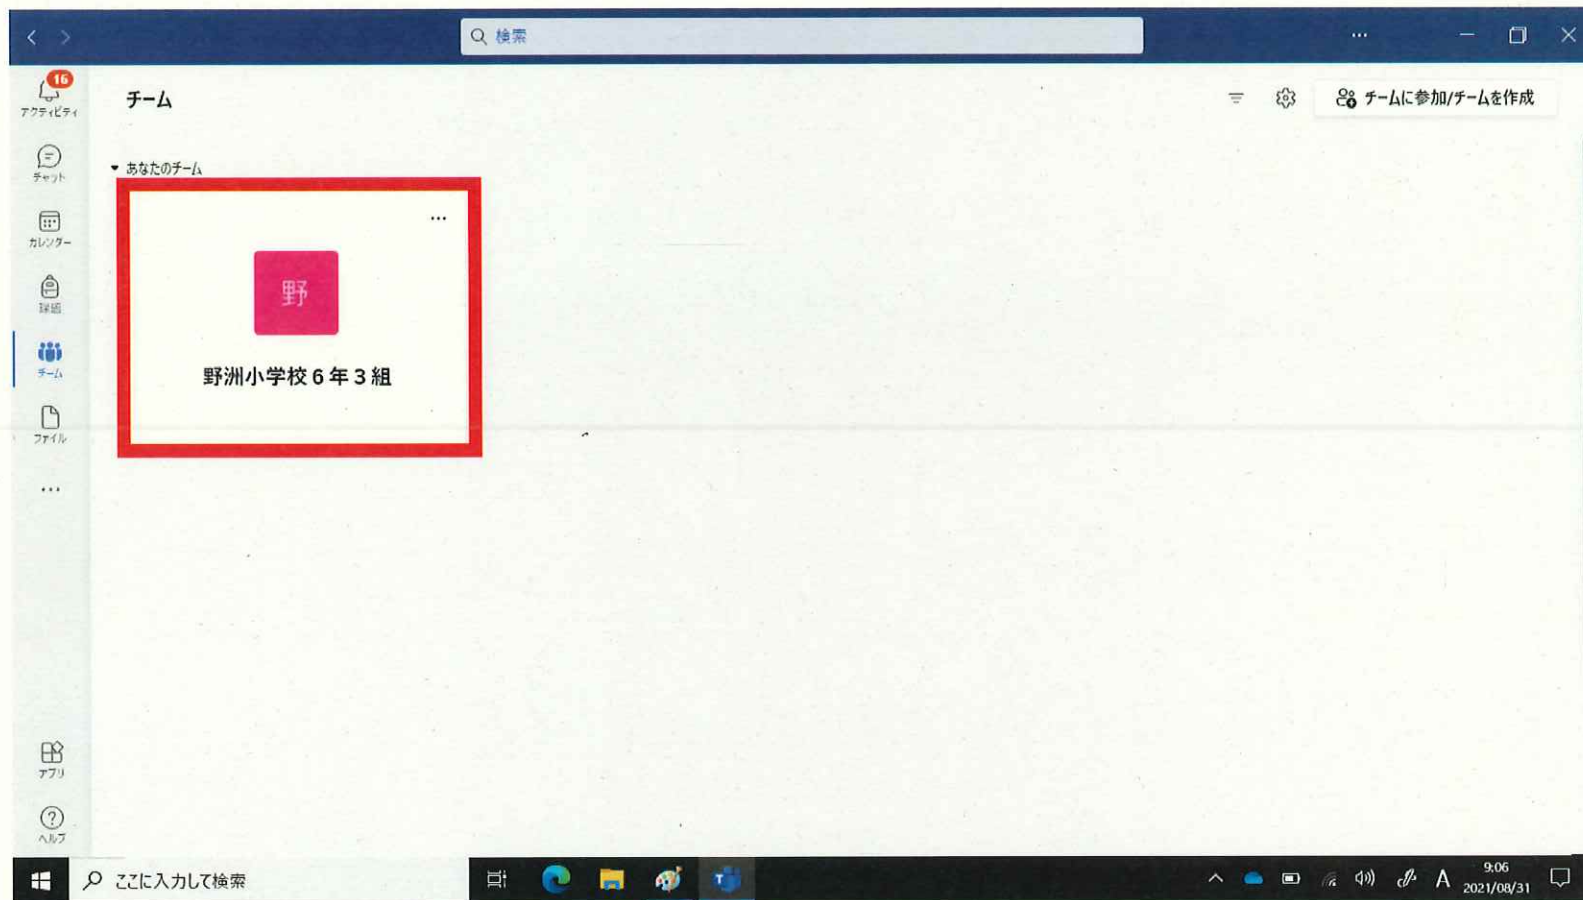 検索
16
アクティビティ
チーム
チームに参加/チームを作成
チャット
あなたのチーム
カレンダー
課題
野
野洲小学校6年3組
チーム
ファイル
アプリ
ヘルプ
ここに入力して検索
A
9:06
2021/08/31